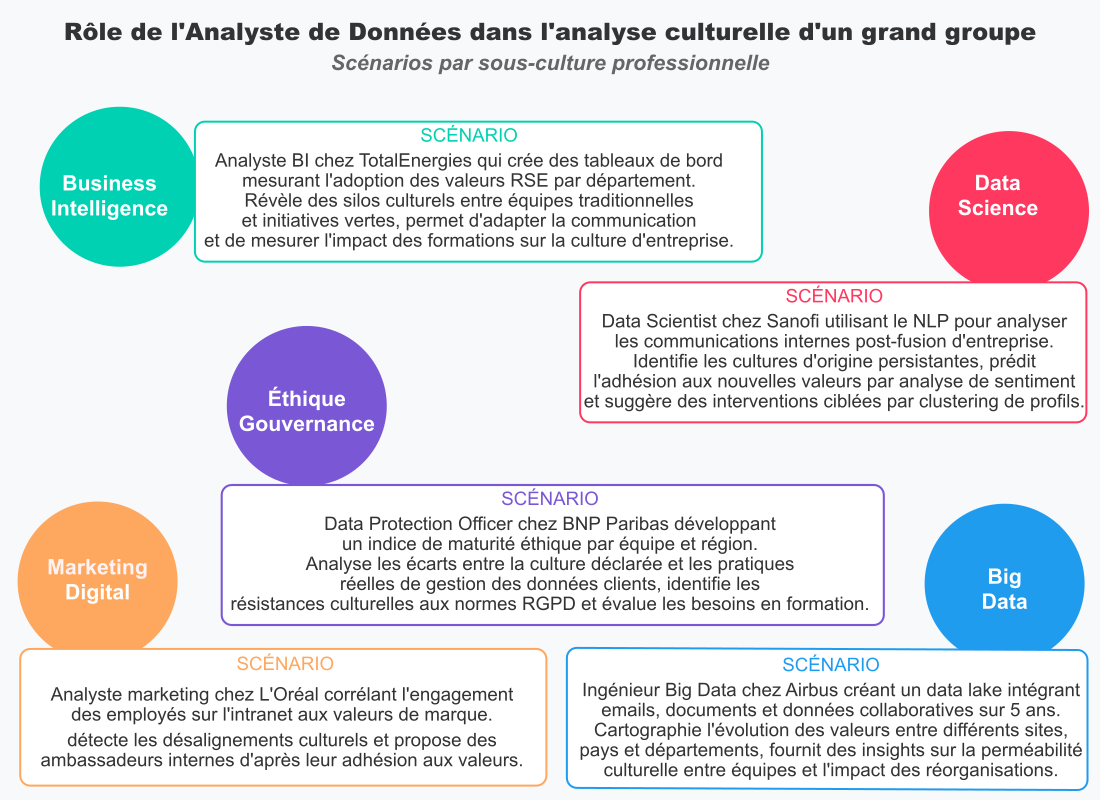 Rôle de l'Analyste de Données dans l'analyse culturelle d'un grand groupe
Scénarios par sous-culture professionnelle
Business
Intelligence
SCÉNARIO
Analyste BI chez TotalEnergies qui crée des tableaux de bord
mesurant l'adoption des valeurs RSE par département.
Révèle des silos culturels entre équipes traditionnelles
et initiatives vertes, permet d'adapter la communication
et de mesurer l'impact des formations sur la culture d'entreprise.
Data
Science
SCÉNARIO
Data Scientist chez Sanofi utilisant le NLP pour analyser
les communications internes post-fusion d'entreprise.
Identifie les cultures d'origine persistantes, prédit
l'adhésion aux nouvelles valeurs par analyse de sentiment
et suggère des interventions ciblées par clustering de profils.
Éthique
Gouvernance
SCÉNARIO
Data Protection Officer chez BNP Paribas développant
un indice de maturité éthique par équipe et région.
Analyse les écarts entre la culture déclarée et les pratiques
réelles de gestion des données clients, identifie les
résistances culturelles aux normes RGPD et évalue les besoins en formation.
Marketing
Digital
SCÉNARIO
Analyste marketing chez L'Oréal corrélant l'engagement
des employés sur l'intranet aux valeurs de marque.
détecte les désalignements culturels et propose des
ambassadeurs internes d'après leur adhésion aux valeurs.
Big
Data
SCÉNARIO
Ingénieur Big Data chez Airbus créant un data lake intégrant
emails, documents et données collaboratives sur 5 ans.
Cartographie l'évolution des valeurs entre différents sites,
pays et départements, fournit des insights sur la perméabilité
culturelle entre équipes et l'impact des réorganisations.